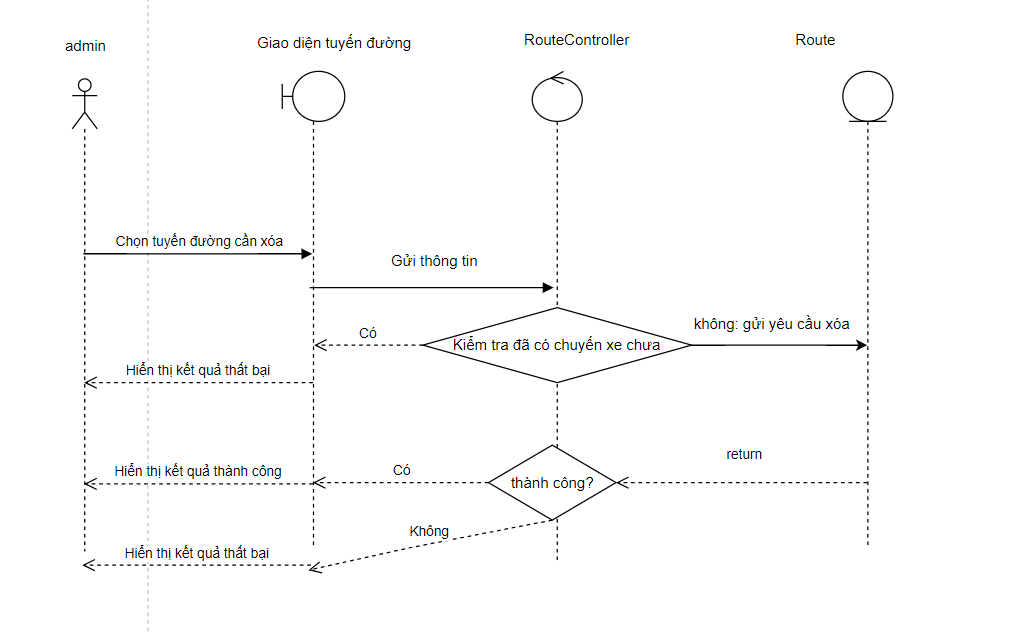 admin
Giao diện tuyến đường
RouteController
Route
Chọn tuyến đường cần xóa
Gửi thông tin
Có
Kiểm tra đã có chuyến xe chưa
không: gửi yêu cầu xóa
Hiển thị kết quả thất bại
return
Hiển thị kết quả thành công
Có
thành công?
Không
Hiển thị kết quả thất bại